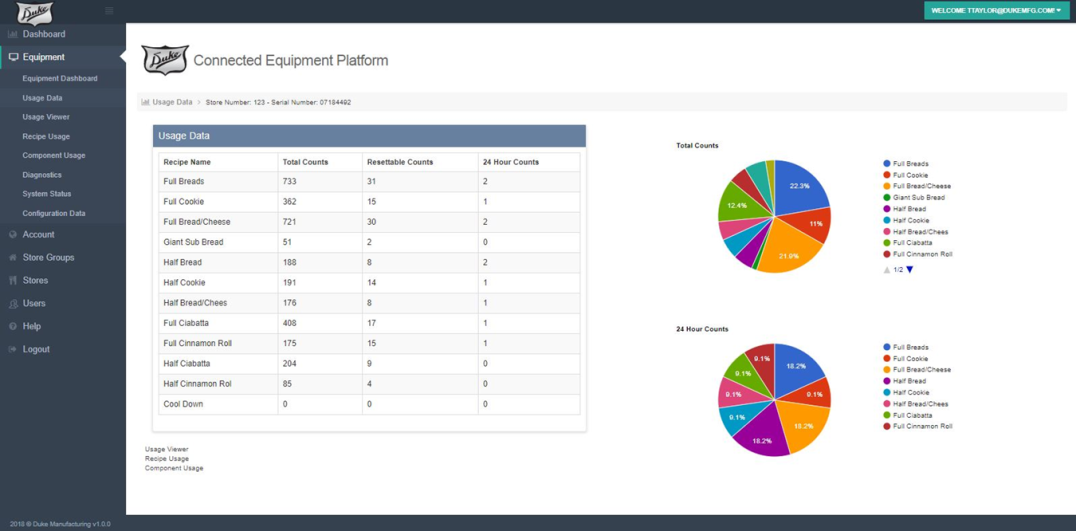 Duke
WELCOME TTAYLOR@DUKEMFG.COM!
Dashboard
Equipment
Equipment Dashboard
Usage Data
Usage Viewer
Recipe Usage
Component Usage
Diagnostics
System Status
Configuration Data
Account
Store Groups
Stores
Users
Help
Logout
2018 © Duke Manufacturing v1.0.0
Duke Connected Equipment Platform
Usage Data > Store Number: 123 - Serial Number: 07184492
Usage Data
Recipe Name Total Counts Resettable Counts 24 Hour Counts
Full Breads 733 31 2
Full Cookie 362 15 1
Full Bread/Cheese 721 30 2
Giant Sub Bread 51 2 0
Half Bread 188 8 2
Half Cookie 191 14 1
Half Bread/Chees 176 8 1
Full Ciabatta 408 17 1
Full Cinnamon Roll 175 15 1
Half Ciabatta 204 9 0
Half Cinnamon Rol 85 4 0
Cool Down 0 0 0
Usage Viewer
Recipe Usage
Component Usage
Total Counts
22.3%
11%
21.9%
12.4%
Full Breads
Full Cookie
Full Bread/Cheese
Giant Sub Bread
Half Bread
Half Cookie
Half Bread/Chees
Full Ciabatta
Full Cinnamon Roll
1/2
24 Hour Counts
18.2%
9.1%
18.2%
18.2%
9.1%
9.1%
9.1%
9.1%
Full Breads
Full Cookie
Full Bread/Cheese
Half Bread
Half Cookie
Half Bread/Chees
Full Ciabatta
Full Cinnamon Roll